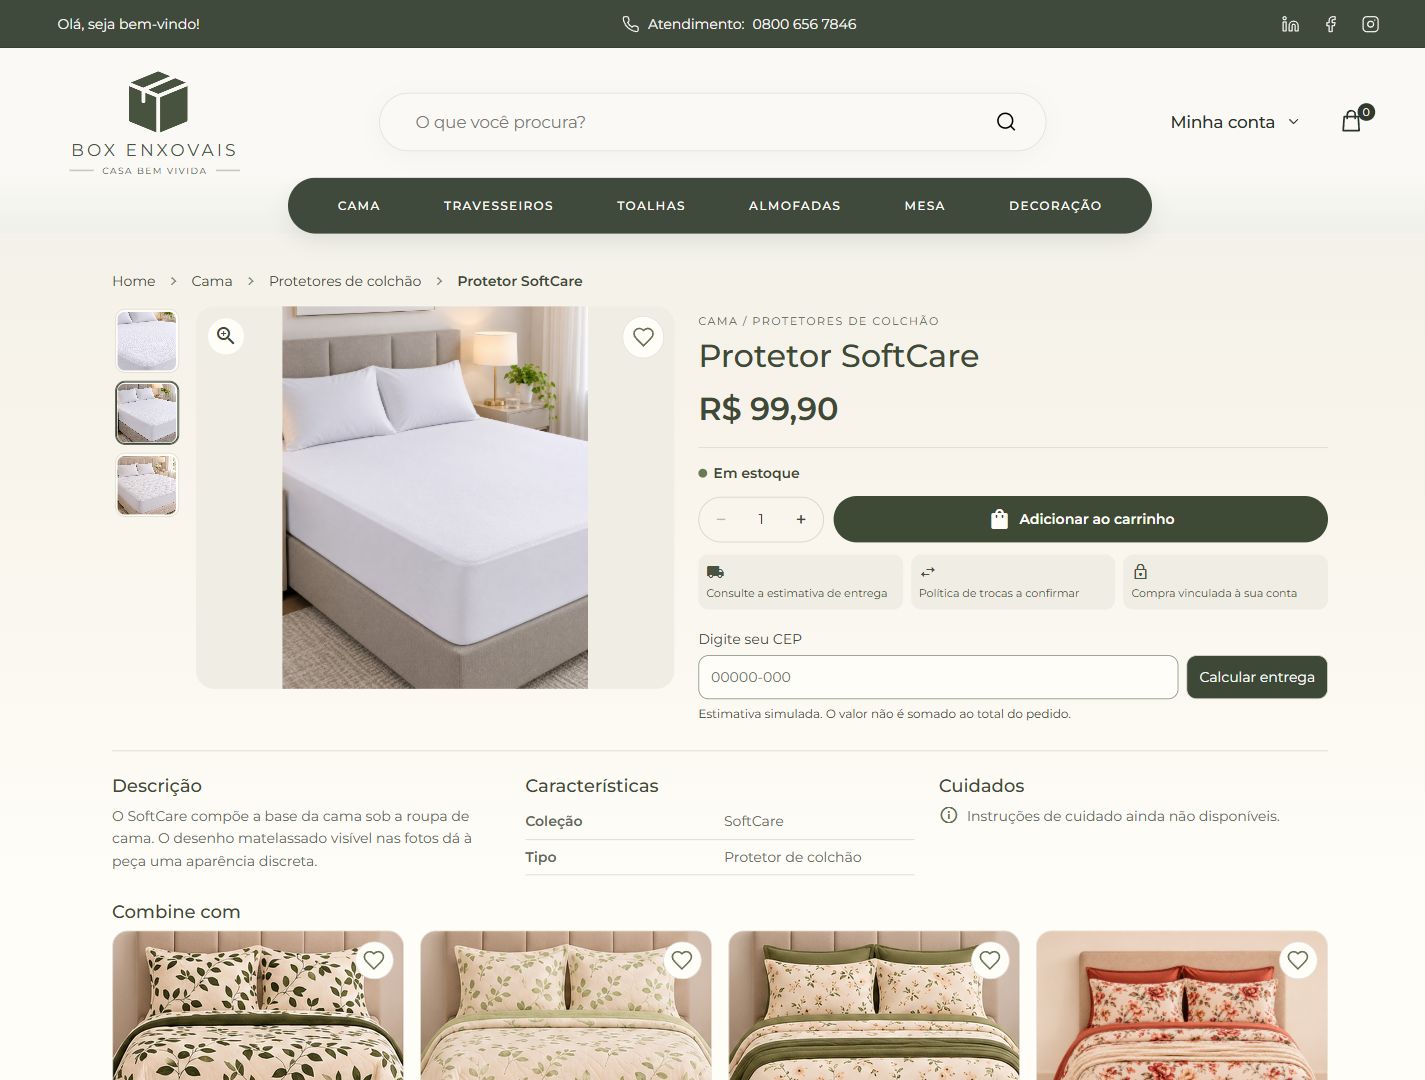 Olá, seja bem-vindo!
Atendimento: 0800 656 7846
BOX ENXOVAIS
CASA BEM VIVIDA
O que você procura?
Minha conta
0
CAMA TRAVESSEIROS TOALHAS ALMOFADAS MESA DECORAÇÃO
Home > Cama > Protetores de colchão > Protetor SoftCare
CAMA / PROTETORES DE COLCHÃO
Protetor SoftCare
R$ 99,90
Em estoque
− 1 +
Adicionar ao carrinho
Consulte a estimativa de entrega
Política de trocas a confirmar
Compra vinculada à sua conta
Digite seu CEP
00000-000
Calcular entrega
Estimativa simulada. O valor não é somado ao total do pedido.
Descrição
O SoftCare compõe a base da cama sob a roupa de
cama. O desenho matelassado visível nas fotos dá à
peça uma aparência discreta.
Características
Coleção SoftCare
Tipo Protetor de colchão
Cuidados
Instruções de cuidado ainda não disponíveis.
Combine com